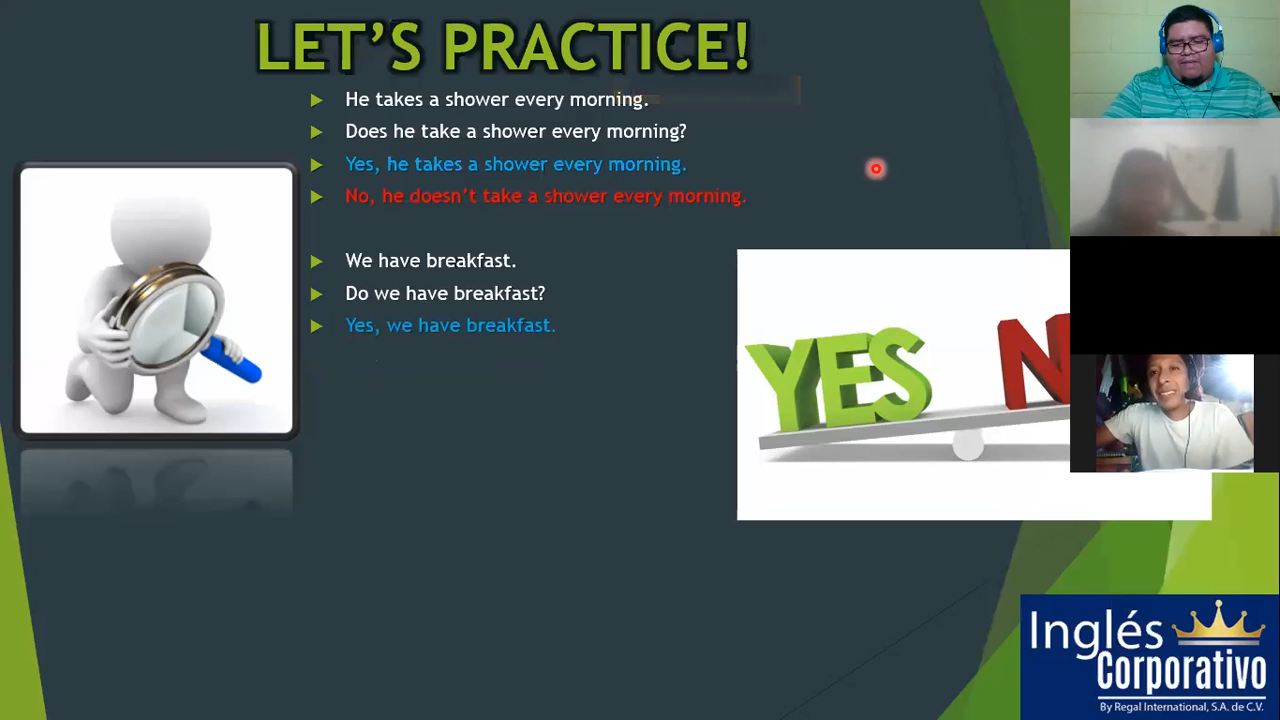 LET'S PRACTICE!
He takes a shower every morning.
Does he take a shower every morning?
Yes, he takes a shower every morning.
No, he doesn't take a shower every morning.
We have breakfast.
Do we have breakfast?
Yes, we have breakfast.
YES N
Inglés
Corporativo
By Regal International, S.A. de C.V.